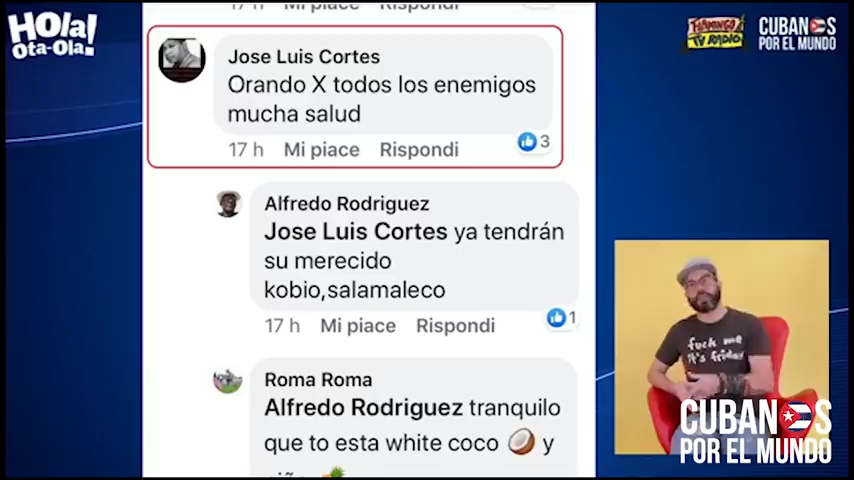 17 h Mi piace Rispondi
HOla!
Ota-Ola!
FLAMINGO
TV RADIO
CUBANOS
POR EL MUNDO
Jose Luis Cortes
Orando X todos los enemigos
mucha salud
17 h Mi piace Rispondi
3
Alfredo Rodriguez
Jose Luis Cortes ya tendrán
su merecido
kobio,salamaleco
17 h Mi piace Rispondi
1
Roma Roma
Alfredo Rodriguez tranquilo
que to esta white coco 🥥 y
fuck me
it's friday
CUBANOS
POR EL MUNDO